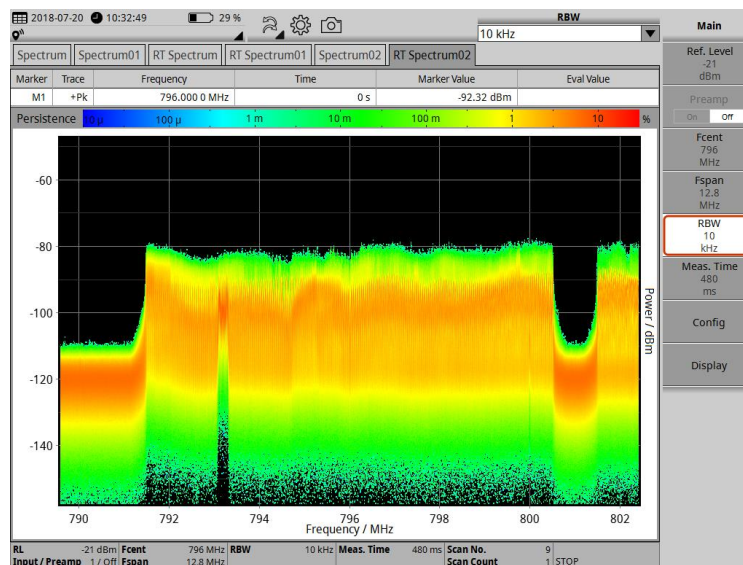 2018-07-20 10:32:49 29 %
RBW
10 kHz
Main
Spectrum Spectrum01 RT Spectrum RT Spectrum01 Spectrum02 RT Spectrum02
Marker Trace Frequency Time Marker Value Eval Value
M1 +Pk 796.000 0 MHz 0 s -92.32 dBm
Persistence 10 µ 100 µ 1 m 10 m 100 m 1 10 %
-60
-80
-100
-120
-140
Power / dBm
790 792 794 796 798 800 802
Frequency / MHz
Ref. Level
-21
dBm
Preamp
On Off
Fcent
796
MHz
Fspan
12.8
MHz
RBW
10
kHz
Meas. Time
480
ms
Config
Display
RL -21 dBm Fcent 796 MHz RBW 10 kHz Meas. Time 480 ms Scan No. 9
Input / Preamp 1 / Off Fspan 12.8 MHz Scan Count 1 STOP